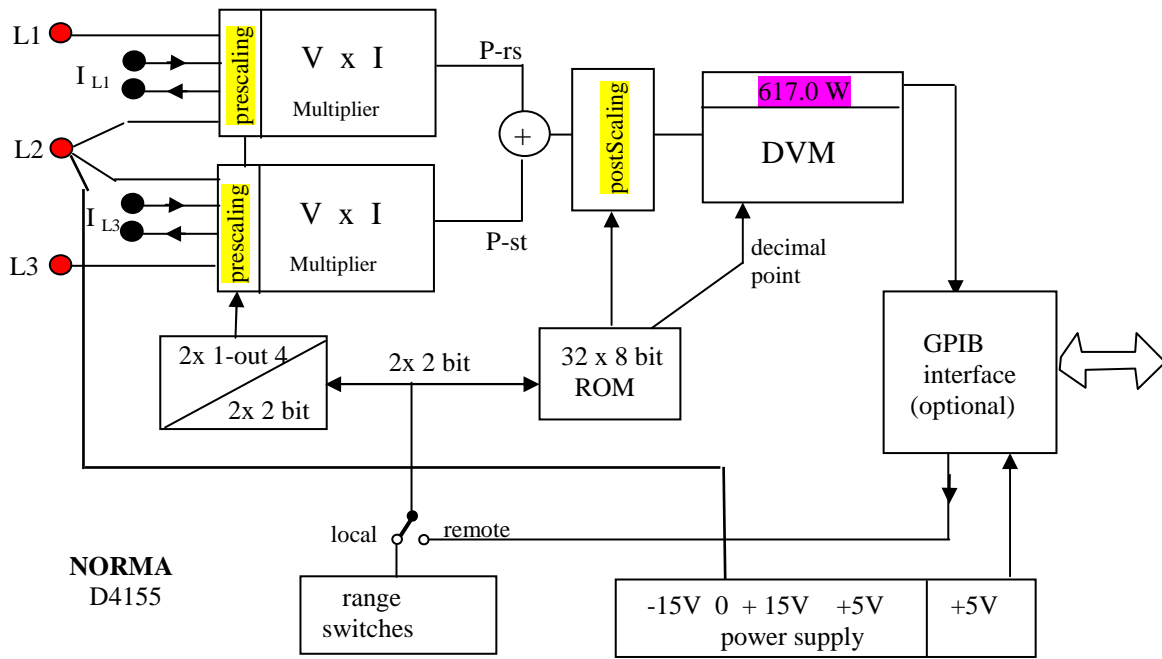 L1
I L1
L2
I L3
L3
prescaling
V x I
Multiplier
P-rs
prescaling
V x I
Multiplier
P-st
+
postScaling
617.0 W
DVM
decimal
point
2x 1-out 4
2x 2 bit
2x 2 bit
32 x 8 bit
ROM
GPIB
interface
(optional)
local
remote
NORMA
D4155
range
switches
-15V 0 + 15V +5V
power supply
+5V